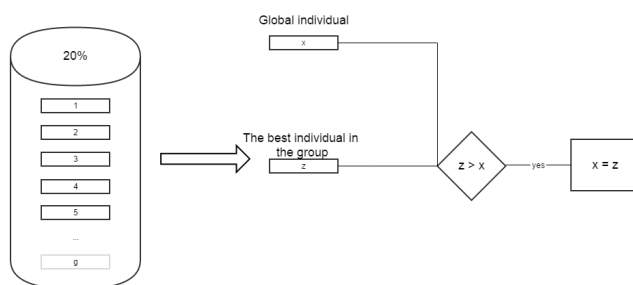 Global individual
x
20%
1
2
3
4
5
...
g
The best individual in
the group
z
z > x
yes
x = z